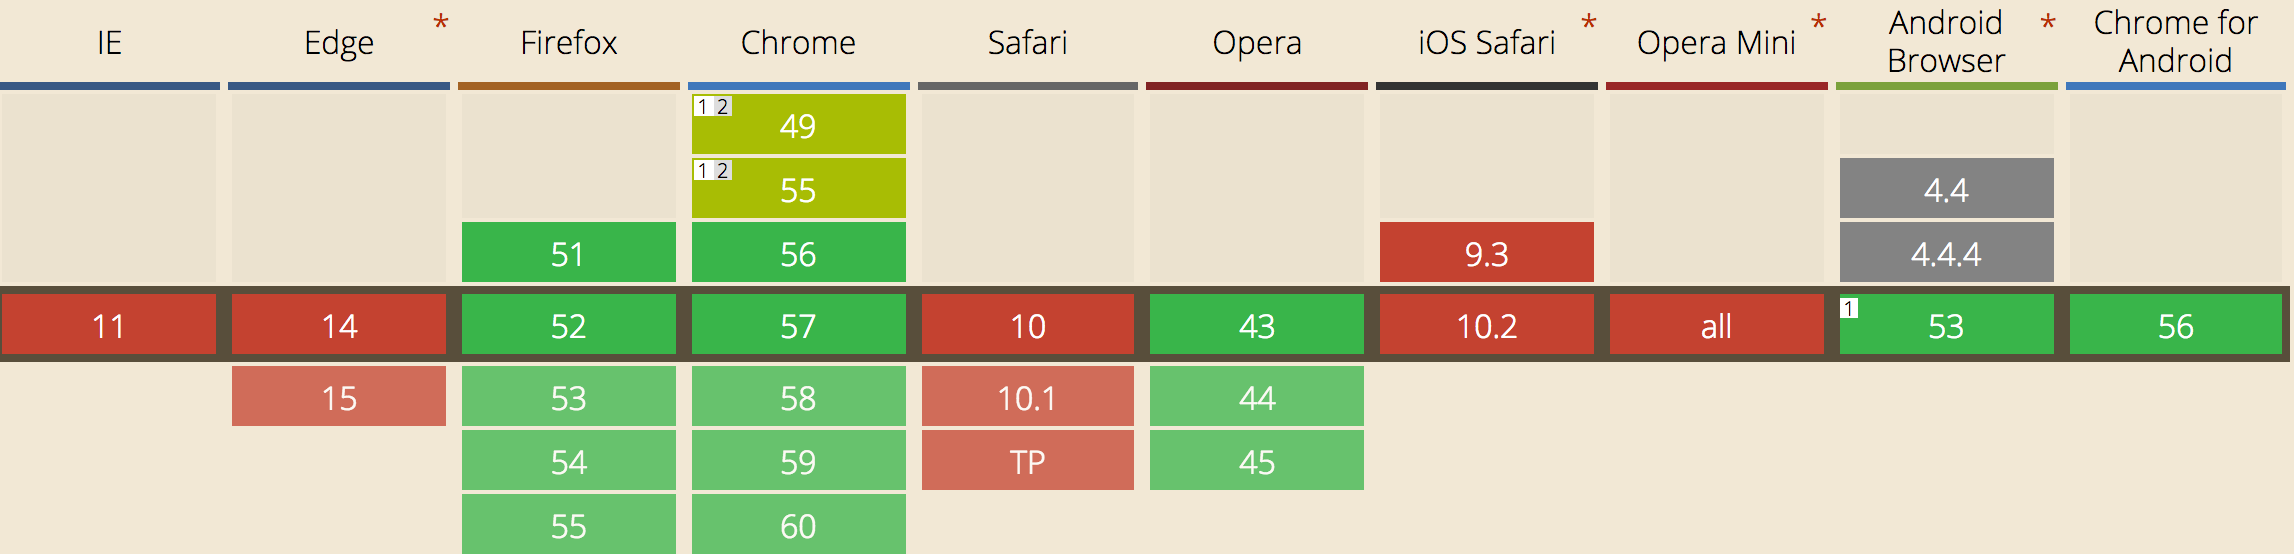 IE Edge * Firefox Chrome Safari Opera iOS Safari * Opera Mini * Android Browser * Chrome for Android
1 2 49
1 2 55 4.4
51 56 9.3 4.4.4
11 14 52 57 10 43 10.2 all 1 53 56
15 53 58 10.1 44
54 59 TP 45
55 60